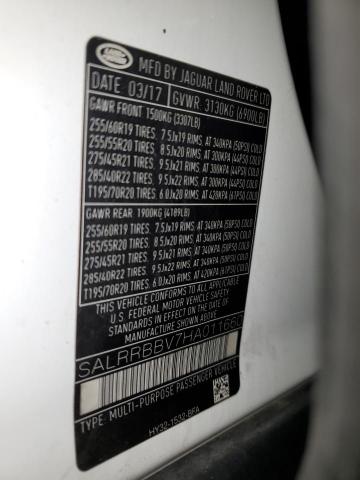 LAND ROVER
MFD BY JAGUAR LAND ROVER LTD
DATE 03/17 GVWR. 3130KG (6900LB)
GAWR FRONT 1500KG (3307LB)
255/60R19 TIRES. 7.5Jx19 RIMS. AT 340KPA (50PSI) COLD
255/55R20 TIRES. 8.5Jx20 RIMS. AT 300KPA (44PSI) COLD
275/45R21 TIRES. 9.5Jx21 RIMS. AT 300KPA (44PSI) COLD
285/40R22 TIRES. 9.5Jx22 RIMS. AT 300KPA (44PSI) COLD
T195/70R20 TIRES. 6.0Jx20 RIMS. AT 420KPA (61PSI) COLD
GAWR REAR 1900KG (4189LB)
255/60R19 TIRES. 7.5Jx19 RIMS. AT 340KPA (50PSI) COLD
255/55R20 TIRES. 8.5Jx20 RIMS. AT 340KPA (50PSI) COLD
275/45R21 TIRES. 9.5Jx21 RIMS. AT 340KPA (50PSI) COLD
285/40R22 TIRES. 9.5Jx22 RIMS. AT 340KPA (50PSI) COLD
T195/70R20 TIRES. 6.0Jx20 RIMS. AT 420KPA (61PSI) COLD
THIS VEHICLE CONFORMS TO ALL APPLICABLE
U.S. FEDERAL MOTOR VEHICLE
IN EFFECT ON THE DATE OF MANUFACTURE SHOWN ABOVE.
SALRRBBV7HA011660
TYPE: MULTI-PURPOSE PASSENGER VEHICLE
HY32-1532-BFA